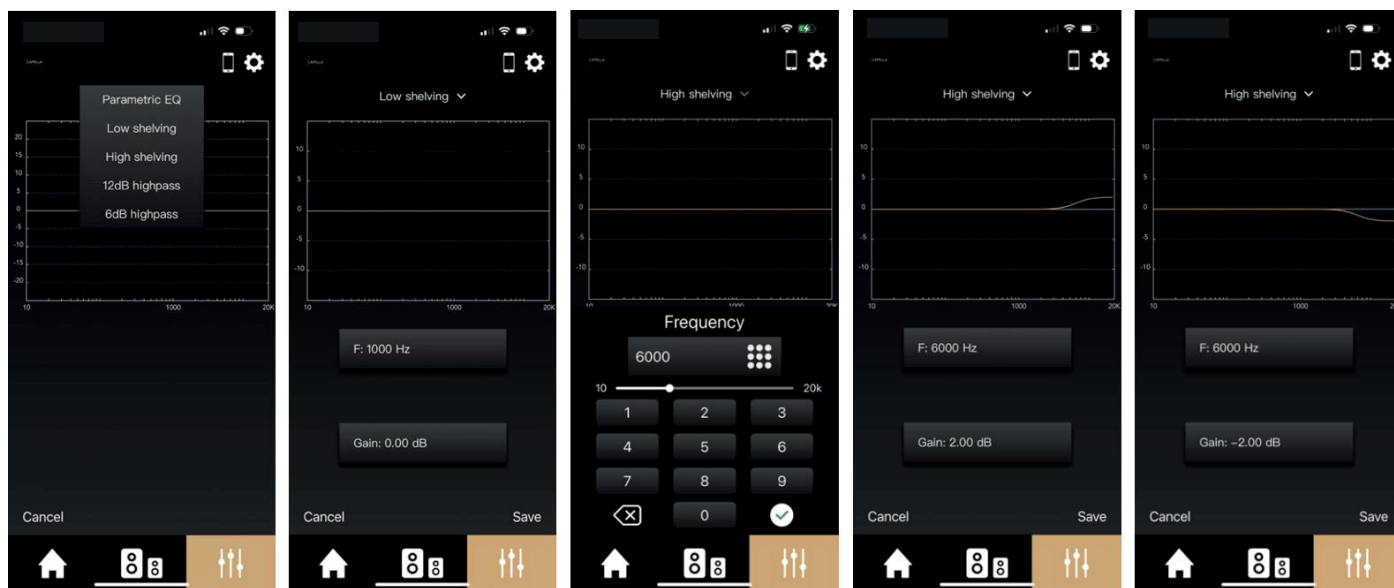 Parametric EQ
Low shelving
High shelving
12dB highpass
6dB highpass
20
15
10
5
0
-5
-10
-15
-20
10 1000 20K
Cancel
Low shelving
10
5
0
-5
-10
10 1000 20K
F: 1000 Hz
Gain: 0.00 dB
Cancel Save
High shelving
10
5
0
-5
-10
10 1000 20K
Frequency
6000
10 20k
1 2 3
4 5 6
7 8 9
0
High shelving
10
5
0
-5
-10
10 1000 20K
F: 6000 Hz
Gain: 2.00 dB
Cancel Save
High shelving
10
5
0
-5
-10
10 1000 20K
F: 6000 Hz
Gain: -2.00 dB
Cancel Save